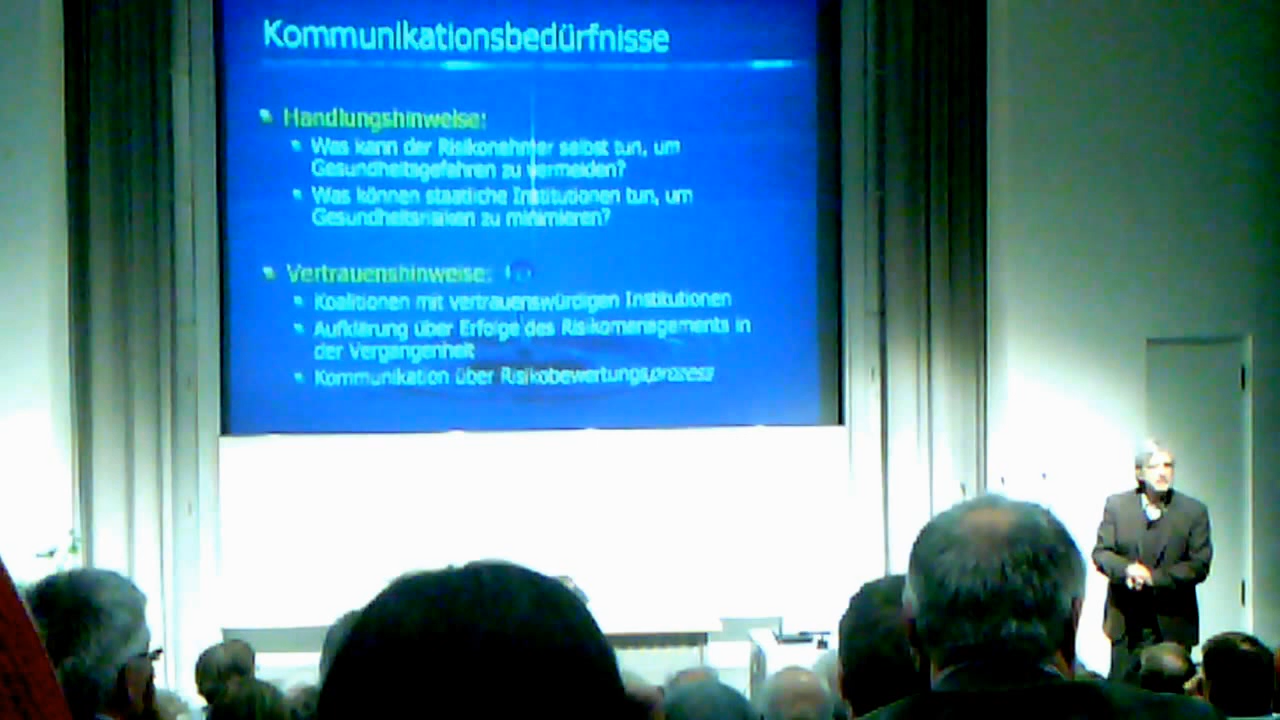 Kommunikationsbedürfnisse
Handlungshinweise:
Was kann der Risikonehmer selbst tun, um
Gesundheitsgefahren zu vermeiden?
Was können staatliche Institutionen tun, um
Gesundheitsrisiken zu minimieren?
Vertrauenshinweise:
Koalitionen mit vertrauenswürdigen Institutionen
Aufklärung über Erfolge des Risikomanagements in
der Vergangenheit
Kommunikation über Risikobewertungsprozess